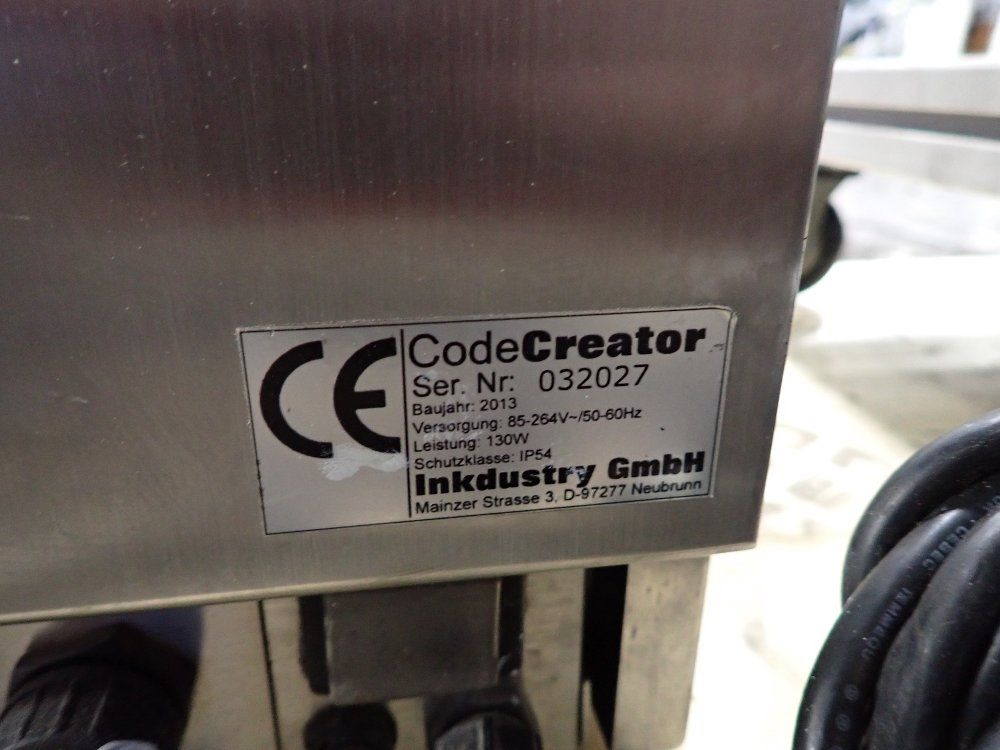 CE
CodeCreator
Ser. Nr: 032027
Baujahr: 2013
Versorgung: 85-264V~/50-60Hz
Leistung: 130W
Schutzklasse: IP54
Inkdustry GmbH
Mainzer Strasse 3, D-97277 Neubrunn